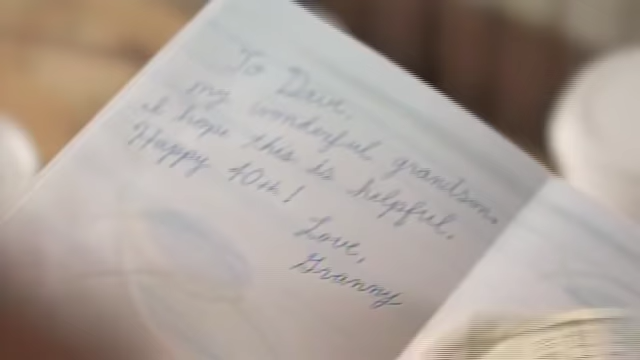 To Dave,
my wonderful grandson.
I hope this is helpful.
Happy 40th!
Love,
Granny